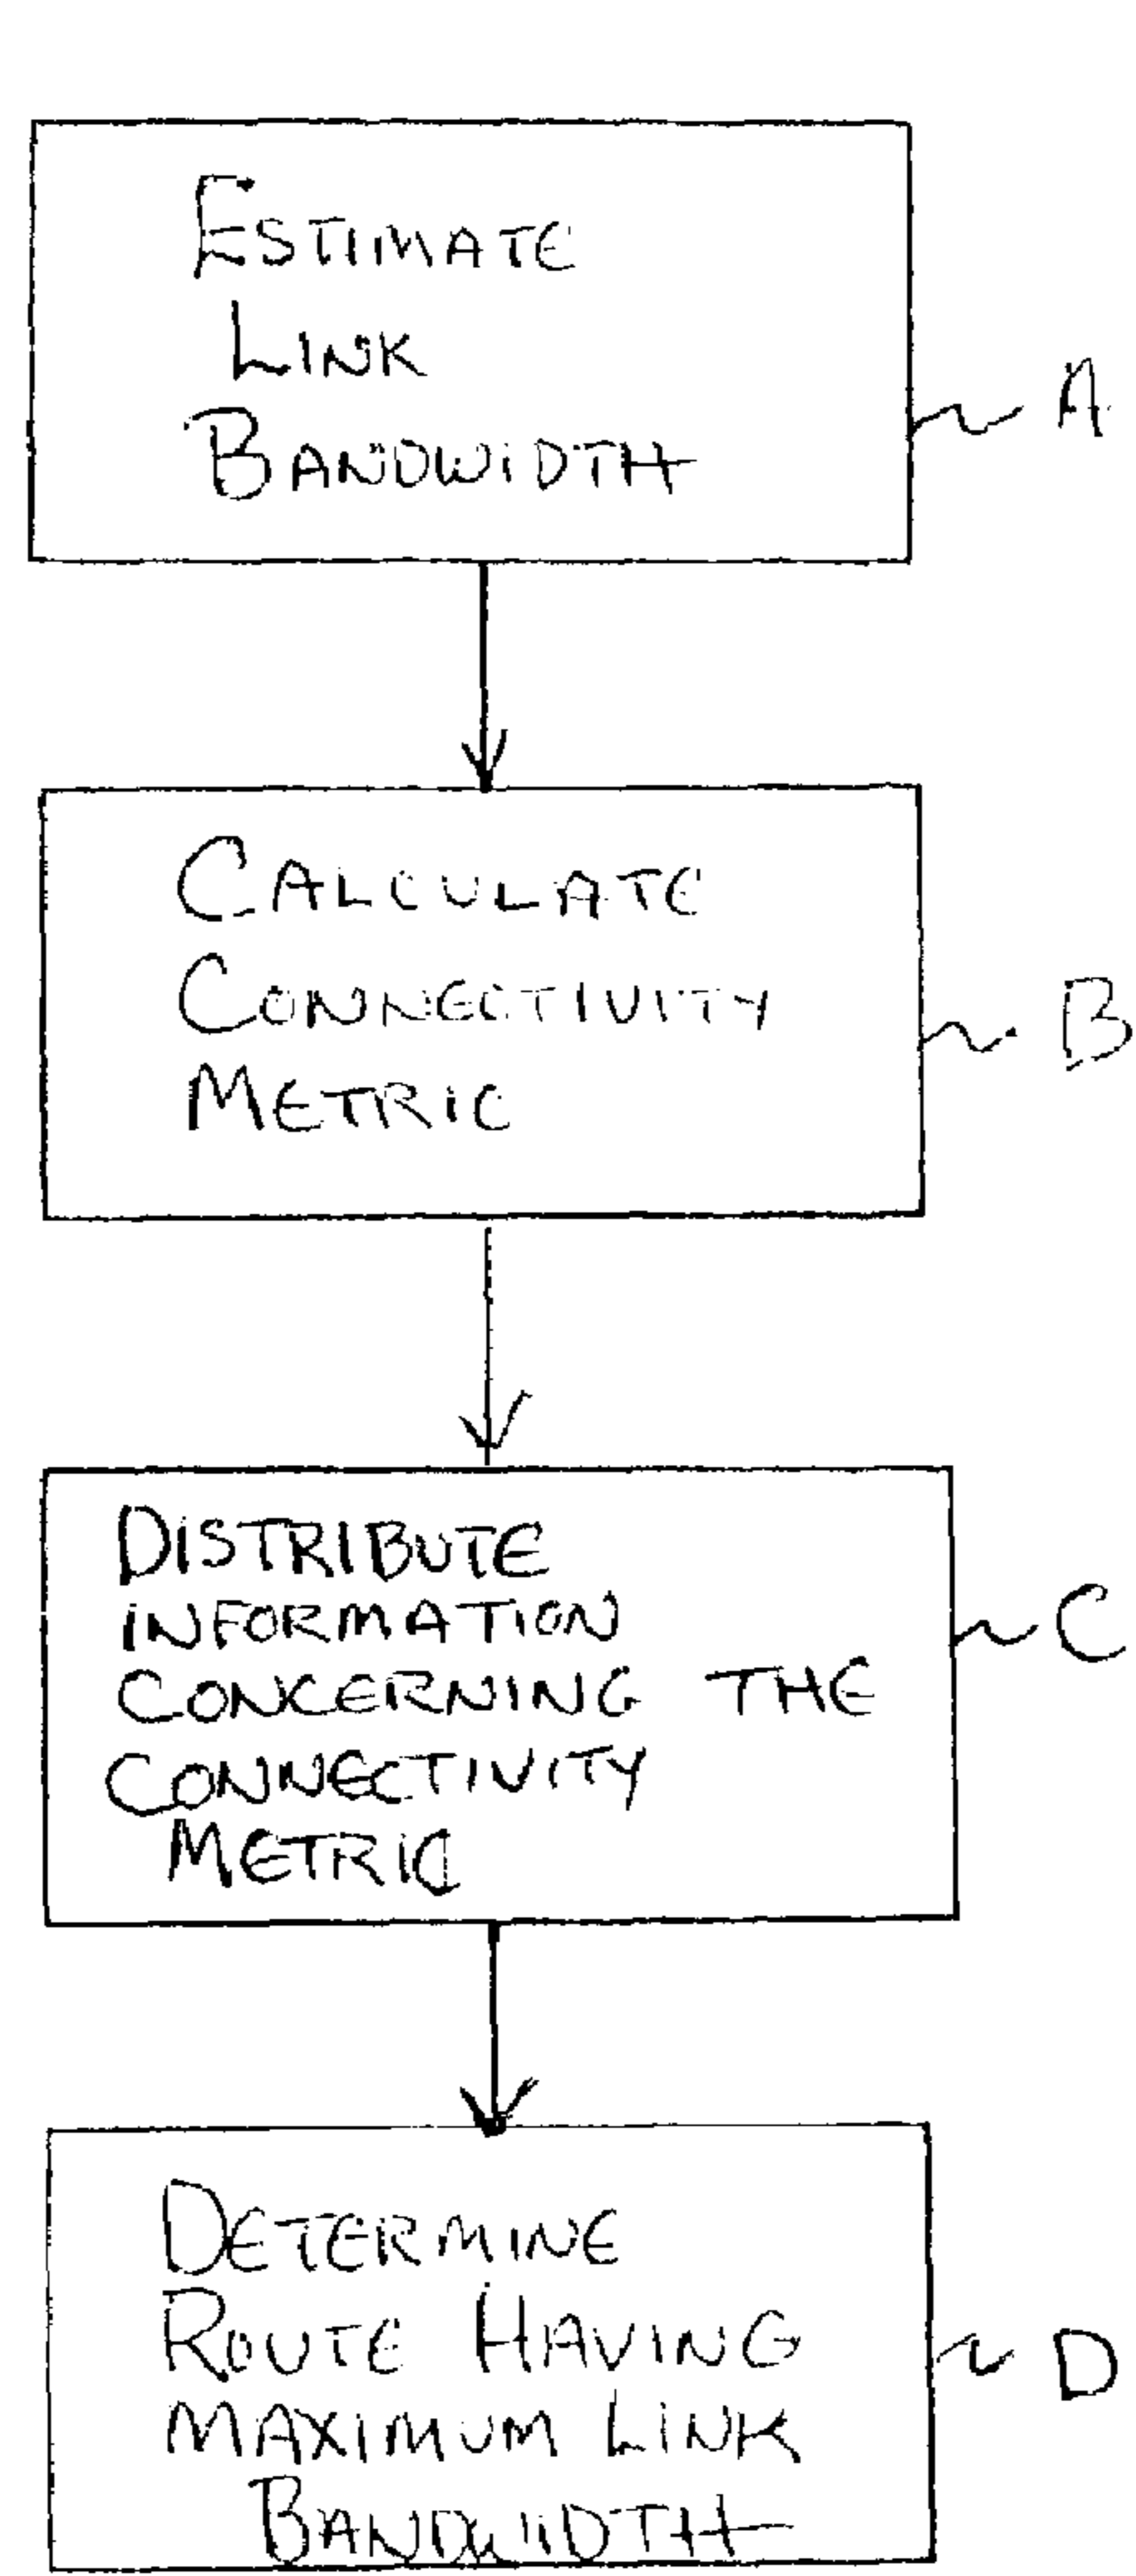 ESTIMATE
LINK
BANDWIDTH
A
CALCULATE
CONNECTIVITY
METRIC
B
DISTRIBUTE
INFORMATION
CONCERNING THE
CONNECTIVITY
METRIC
C
DETERMINE
ROUTE HAVING
MAXIMUM LINK
BANDWIDTH
D